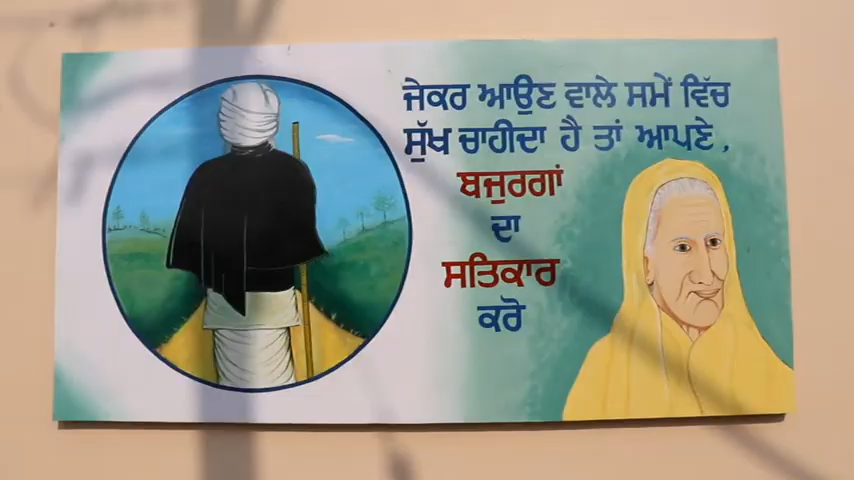 ਜੇਕਰ ਆਉਣ ਵਾਲੇ ਸਮੇਂ ਵਿੱਚ
ਸੁੱਖ ਚਾਹੀਦਾ ਹੈ ਤਾਂ ਆਪਣੇ,
ਬਜੁਰਗਾਂ
ਦਾ
ਸਤਿਕਾਰ
ਕਰੋ